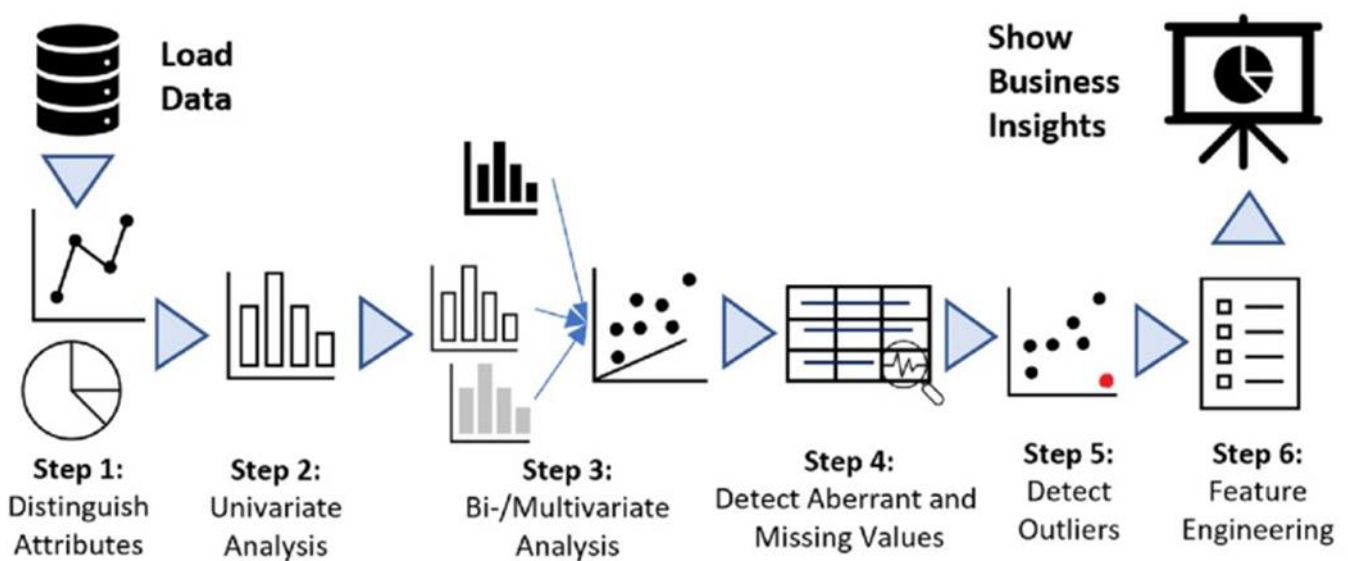 Load
Data
Show
Business
Insights
Step 1:
Distinguish
Attributes
Step 2:
Univariate
Analysis
Step 3:
Bi-/Multivariate
Analysis
Step 4:
Detect Aberrant and
Missing Values
Step 5:
Detect
Outliers
Step 6:
Feature
Engineering